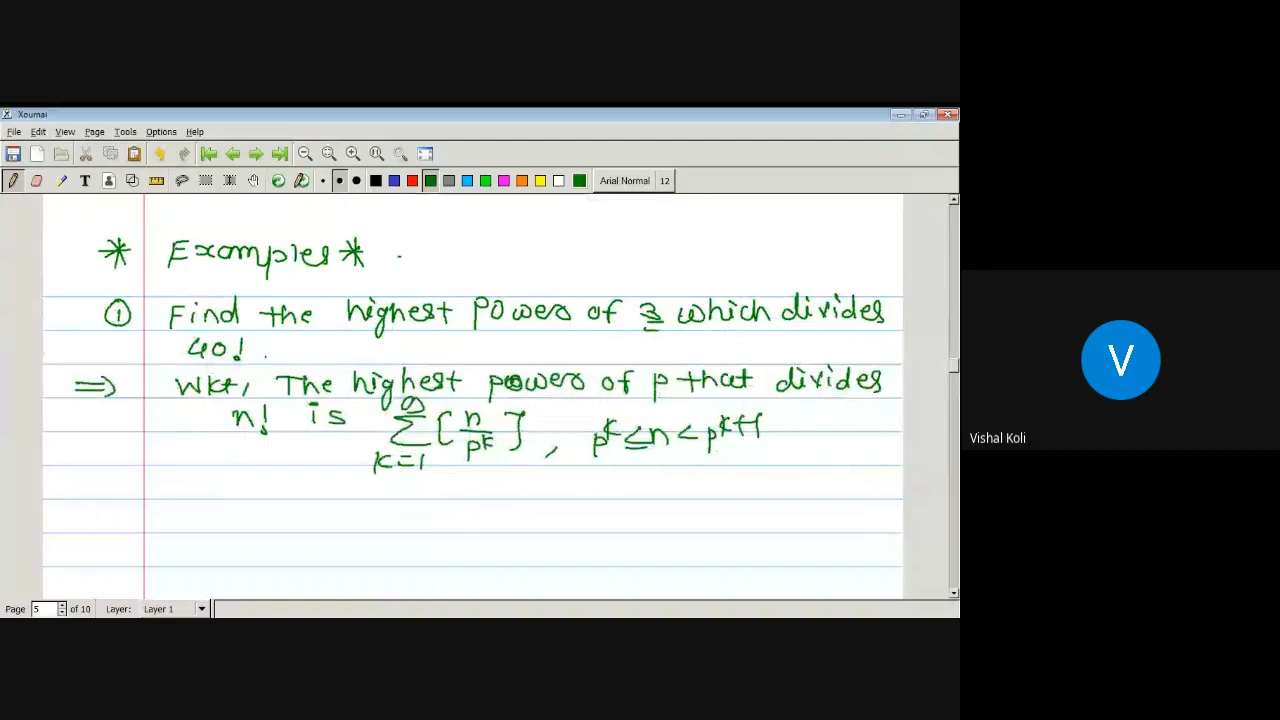 Xournal
File Edit View Page Tools Options Help
Arial Normal 12
* Examples *
① Find the highest power of 3 which divides
40!.
⇒ Wkt, The highest power of p that divides
n! is ∑_{k=1}^{∞} [n/p^k], p^k ≤ n < p^{k+1}
V
Vishal Koli
Page 5 of 10 Layer: Layer 1